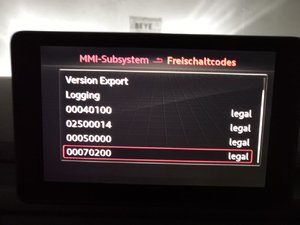 MMI-Subsystem Freischaltcodes
Version Export
Logging
00040100 legal
02500014 legal
00050000 legal
00070200 legal